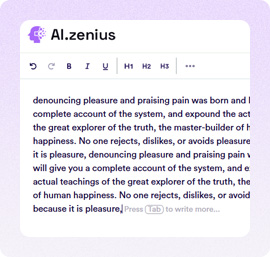 AI.zenius
B I U H1 H2 H3 ...
denouncing pleasure and praising pain was born and
complete account of the system, and expound the act
the great explorer of the truth, the master-builder of
happiness. No one rejects, dislikes, or avoids pleasure
it is pleasure, denouncing pleasure and praising pain
will give you a complete account of the system, and
actual teachings of the great explorer of the truth, the
of human happiness. No one rejects, dislikes, or avoid
because it is pleasure. Press Tab to write more...